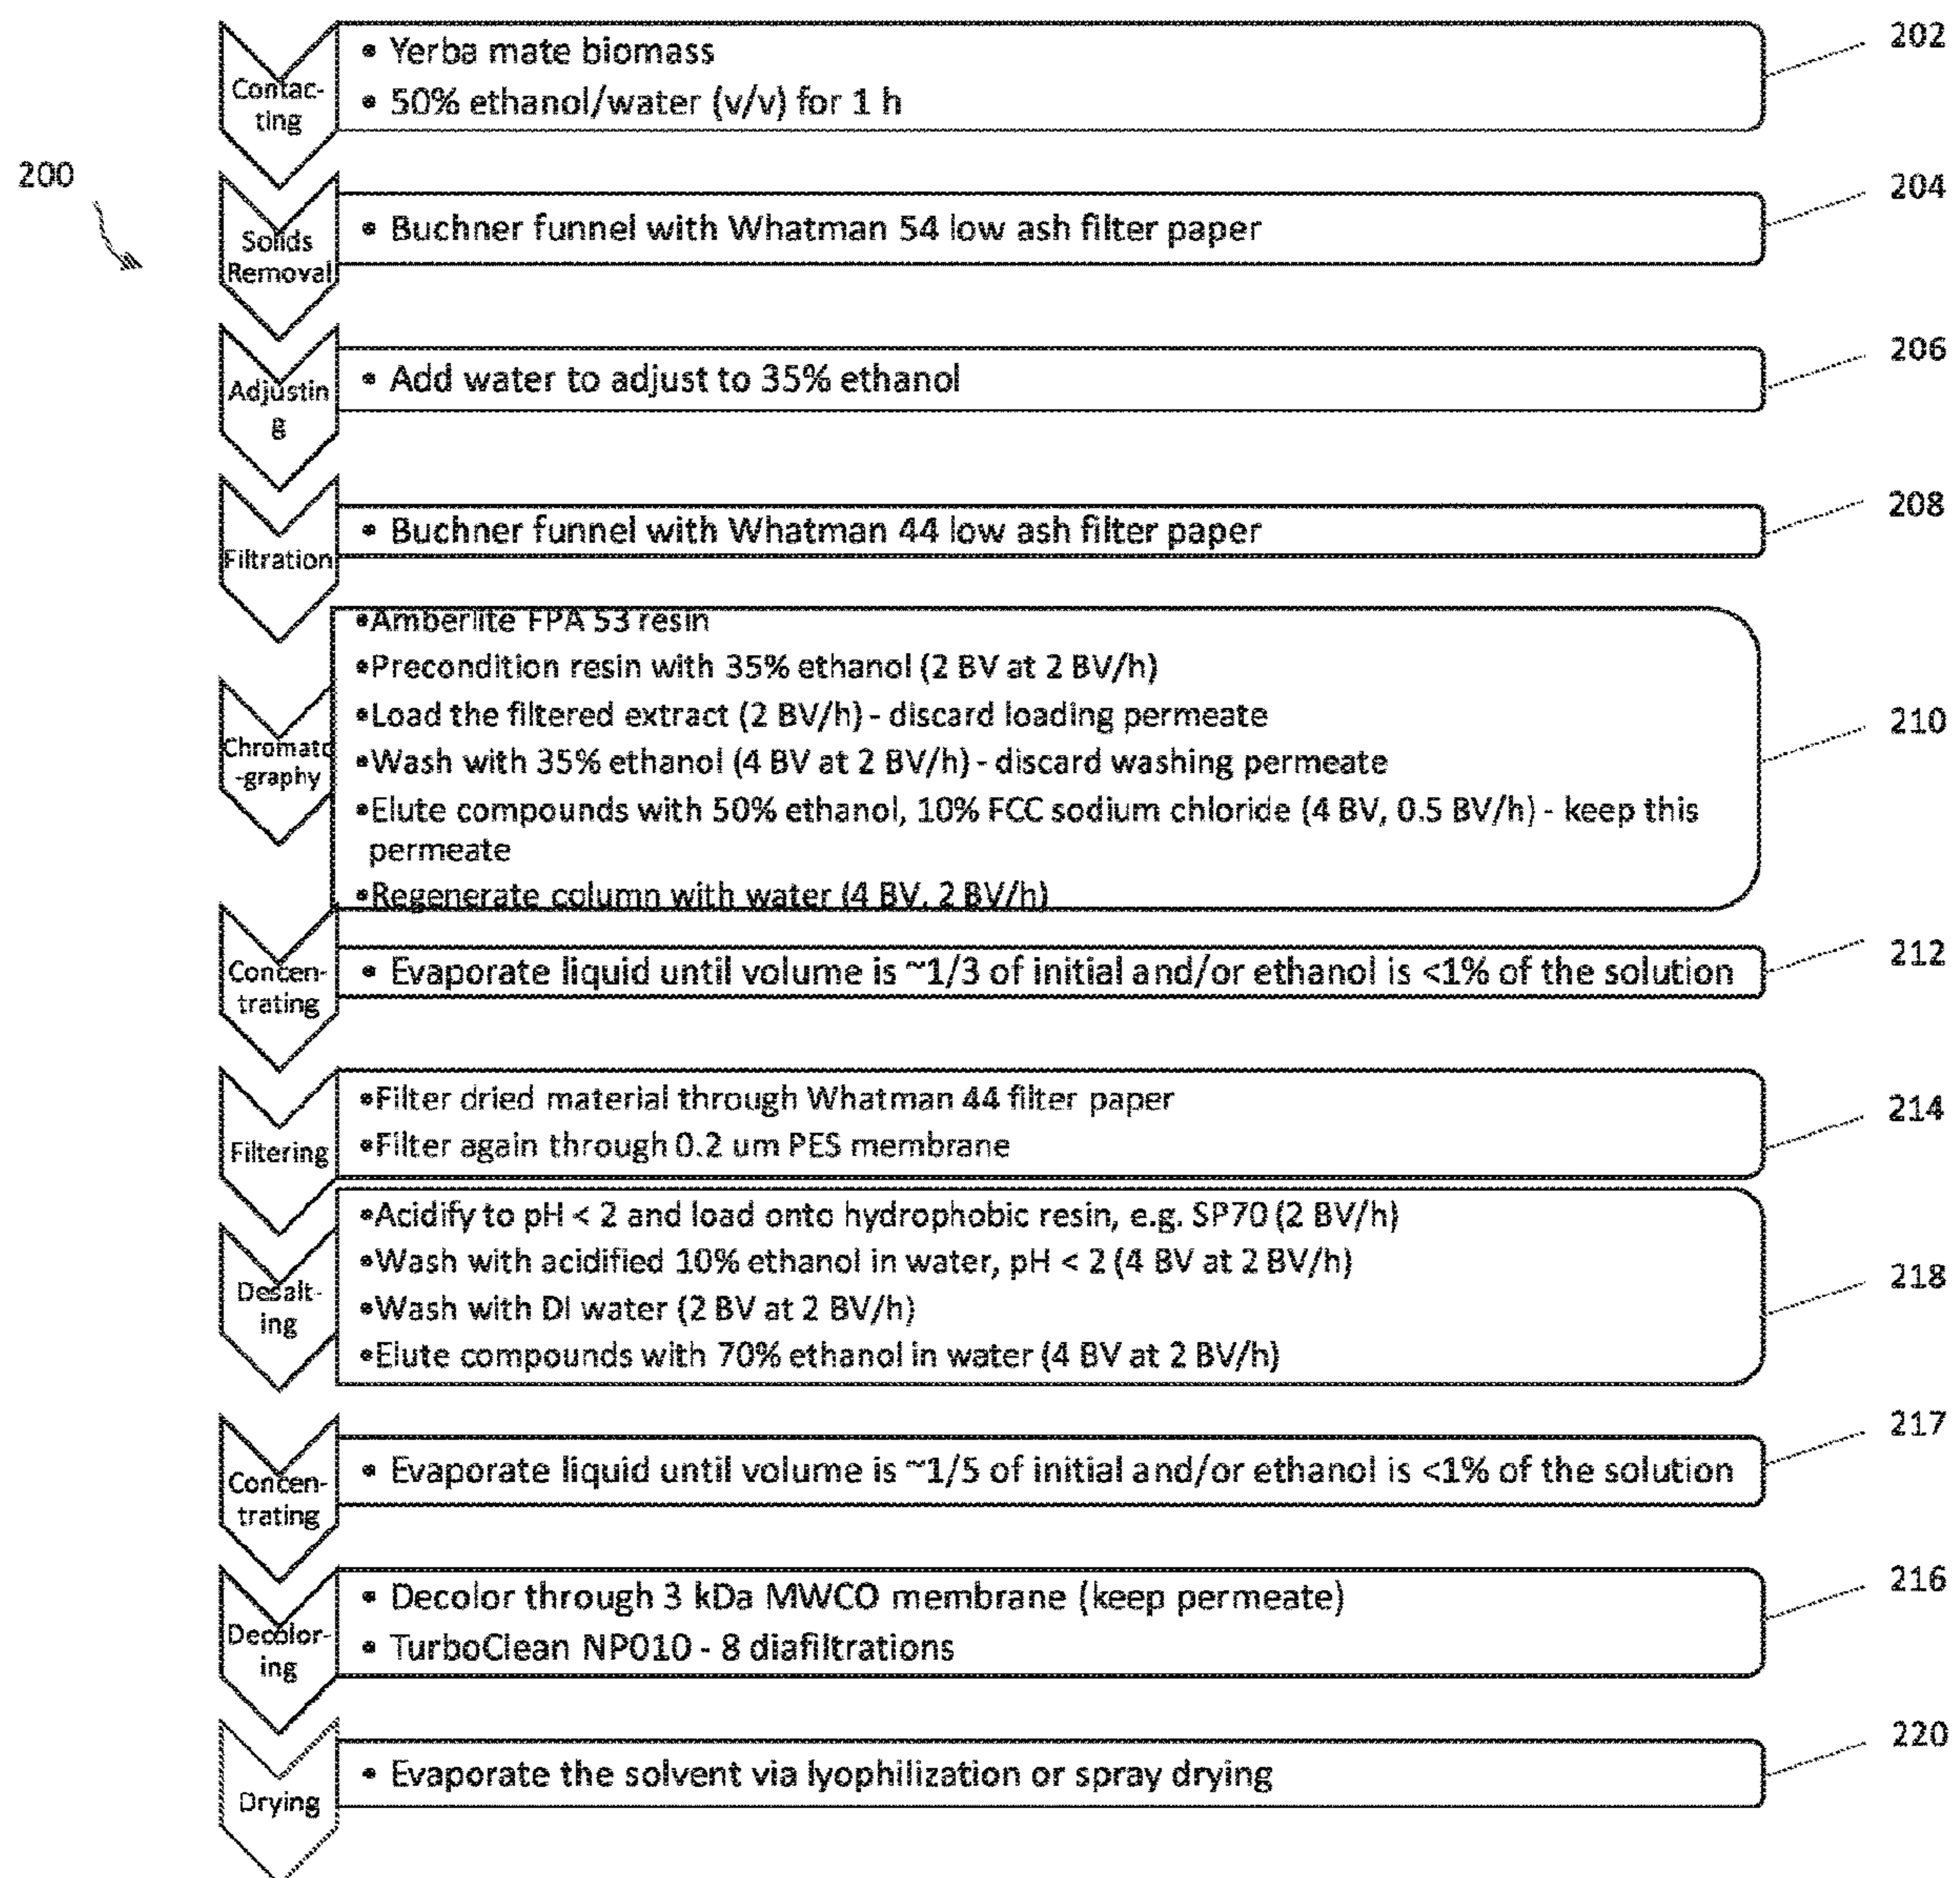 202
• Yerba mate biomass
• 50% ethanol/water (v/v) for 1 h
Contac-
ting
200
204
• Buchner funnel with Whatman 54 low ash filter paper
Solids
Removal
206
• Add water to adjust to 35% ethanol
Adjustin
g
208
• Buchner funnel with Whatman 44 low ash filter paper
Filtration
•Amberlite FPA 53 resin
•Precondition resin with 35% ethanol (2 BV at 2 BV/h)
•Load the filtered extract (2 BV/h) - discard loading permeate
210
•Wash with 35% ethanol (4 BV at 2 BV/h) - discard washing permeate
Chromato
-graphy
•Elute compounds with 50% ethanol, 10% FCC sodium chloride (4 BV, 0.5 BV/h) - keep this
permeate
•Regenerate column with water (4 BV, 2 BV/h)
212
• Evaporate liquid until volume is ~1/3 of initial and/or ethanol is <1% of the solution
Concen-
trating
•Filter dried material through Whatman 44 filter paper
214
•Filter again through 0.2 um PES membrane
Filtering
•Acidify to pH < 2 and load onto hydrophobic resin, e.g. SP70 (2 BV/h)
•Wash with acidified 10% ethanol in water, pH < 2 (4 BV at 2 BV/h)
218
•Wash with DI water (2 BV at 2 BV/h)
Desalt-
ing
•Elute compounds with 70% ethanol in water (4 BV at 2 BV/h)
217
• Evaporate liquid until volume is ~1/5 of initial and/or ethanol is <1% of the solution
Concen-
trating
216
• Decolor through 3 kDa MWCO membrane (keep permeate)
• TurboClean NP010 - 8 diafiltrations
Decolor-
ing
220
• Evaporate the solvent via lyophilization or spray drying
Drying